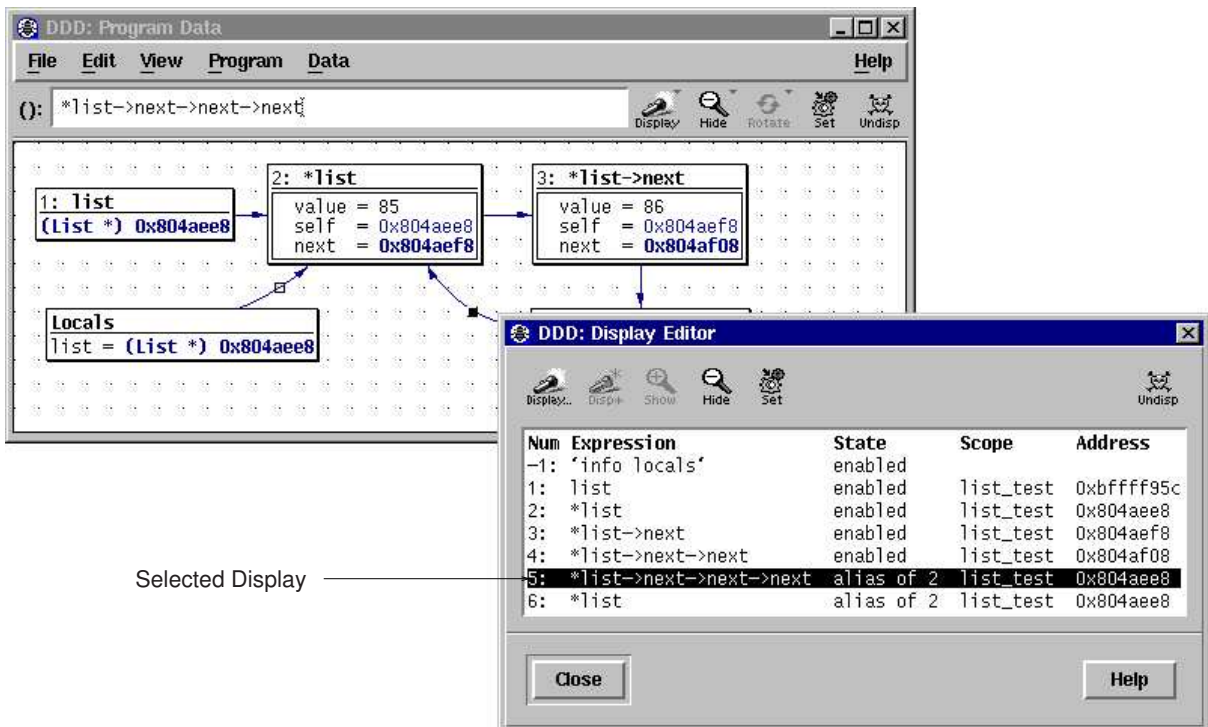 DDD: Program Data
File Edit View Program Data Help
(): *list->next->next->next
Display Hide Rotate Set Undisp
1: list
(List *) 0x804aee8
2: *list
value = 85
self = 0x804aee8
next = 0x804aef8
3: *list->next
value = 86
self = 0x804aef8
next = 0x804af08
Locals
list = (List *) 0x804aee8
DDD: Display Editor
Display.. Disp* Show Hide Set Undisp
Num Expression State Scope Address
-1: ‘info locals‘ enabled
1: list enabled list_test 0xbffff95c
2: *list enabled list_test 0x804aee8
3: *list->next enabled list_test 0x804aef8
4: *list->next->next enabled list_test 0x804af08
5: *list->next->next->next alias of 2 list_test 0x804aee8
6: *list alias of 2 list_test 0x804aee8
Selected Display
Close Help